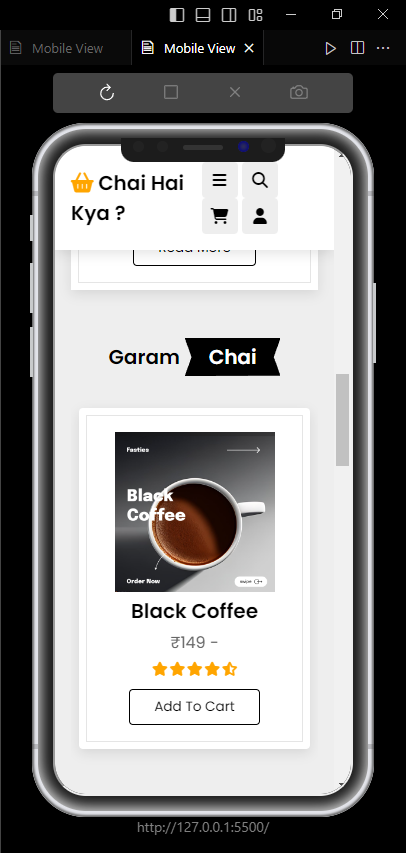 Mobile View
Mobile View
Chai Hai
Kya ?
Read More
Garam Chai
Fasties
Black
Coffee
Order Now
swipe
Black Coffee
₹149 -
Add To Cart
http://127.0.0.1:5500/